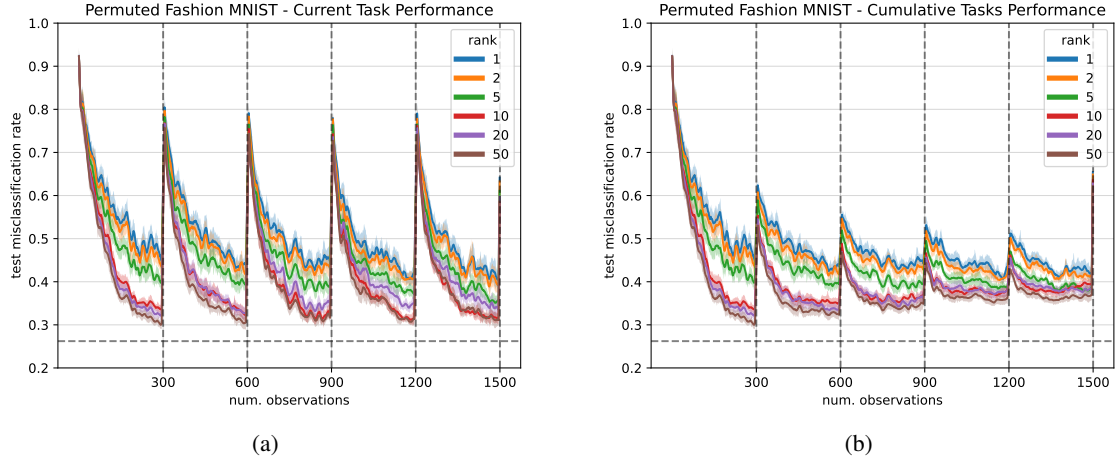 Permuted Fashion MNIST - Current Task Performance
1.0
0.9
0.8
0.7
0.6
0.5
0.4
0.3
0.2
test misclassification rate
rank
1
2
5
10
20
50
300 600 900 1200 1500
num. observations
(a)
Permuted Fashion MNIST - Cumulative Tasks Performance
1.0
0.9
0.8
0.7
0.6
0.5
0.4
0.3
0.2
test misclassification rate
rank
1
2
5
10
20
50
300 600 900 1200 1500
num. observations
(b)